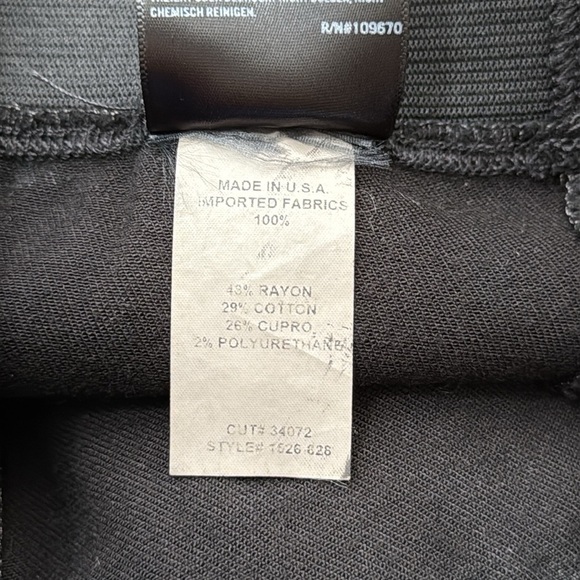 CHEMISCH REINIGEN.
R/N#109670
MADE IN U.S.A.
IMPORTED FABRICS
100%
43% RAYON
29% COTTON
26% CUPRO
2% POLYURETHANE
CUT# 34072
STYLE# 1526 828